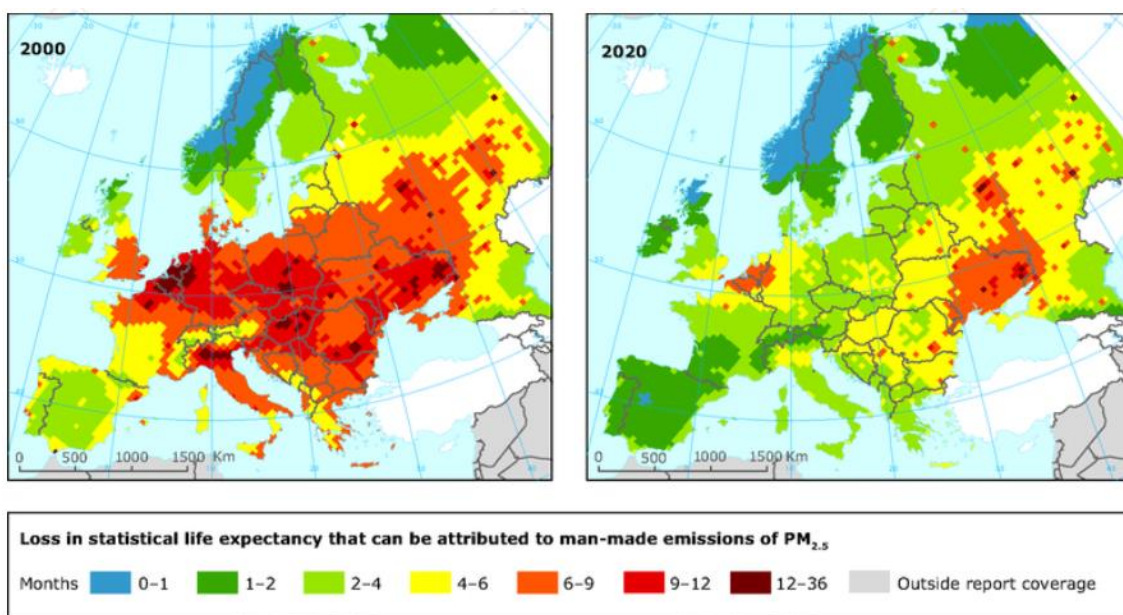 2000
0 500 1000 1500 Km
2020
0 500 1000 1500 Km
Loss in statistical life expectancy that can be attributed to man-made emissions of PM2.5
Months 0–1 1–2 2–4 4–6 6–9 9–12 12–36 Outside report coverage